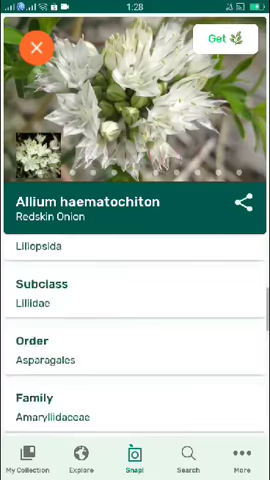 1:28
Get
Allium haematochiton
Redskin Onion
Liliopsida
Subclass
Liliidae
Order
Asparagales
Family
Amaryllidaceae
My Collection
Explore
Snap!
Search
More